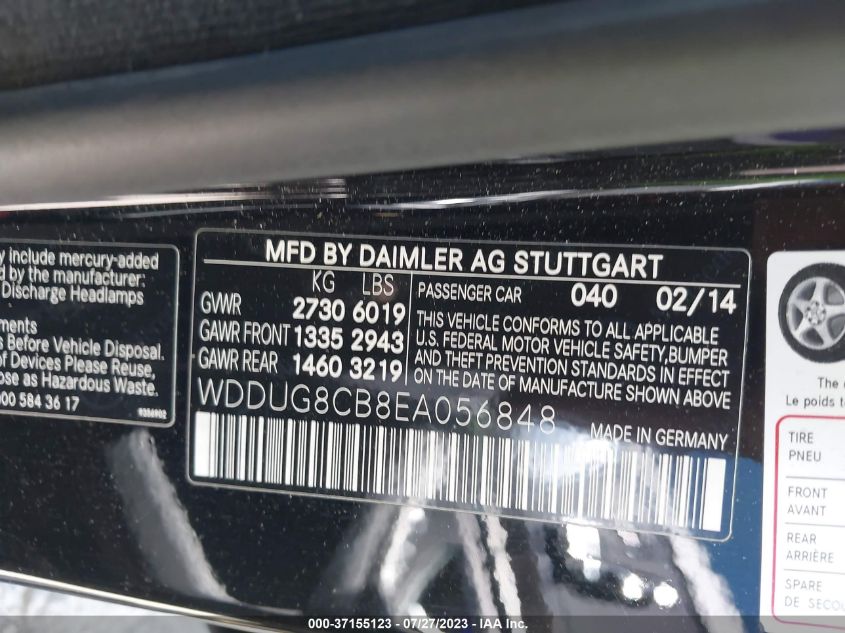 y include mercury-added
d by the manufacturer:
Discharge Headlamps
ments
s Before Vehicle Disposal.
of Devices Please Reuse,
ose as Hazardous Waste.
000 584 36 17
MFD BY DAIMLER AG STUTTGART
KG LBS
GVWR 2730 6019
GAWR FRONT 1335 2943
GAWR REAR 1460 3219
PASSENGER CAR 040 02/14
THIS VEHICLE CONFORMS TO ALL APPLICABLE
U.S. FEDERAL MOTOR VEHICLE SAFETY,BUMPER
AND THEFT PREVENTION STANDARDS IN EFFECT
ON THE DATE OF MANUFACTURE SHOWN ABOVE
WDDUG8CB8EA056848
MADE IN GERMANY
The
Le poids t
TIRE
PNEU
FRONT
AVANT
REAR
ARRIÈRE
SPARE
DE SECOU
000-37155123 - 07/27/2023 - IAA Inc.